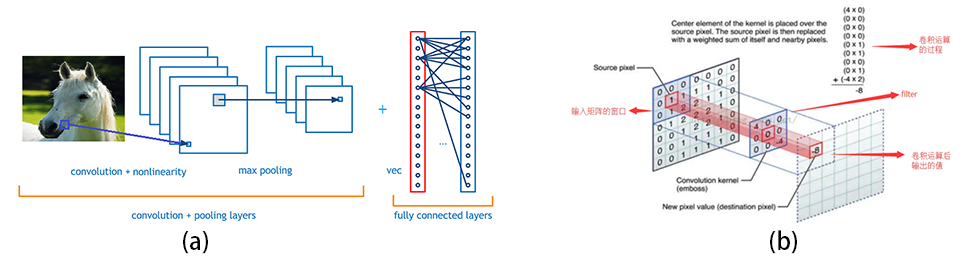 convolution + nonlinearity
max pooling
convolution + pooling layers
+
vec
...
fully connected layers
(a)
Center element of the kernel is placed over the
source pixel. The source pixel is then replaced
with a weighted sum of itself and nearby pixels.
(4 x 0)
(0 x 0)
(0 x 0)
(0 x 0)
(0 x 1)
(0 x 1)
(0 x 0)
(0 x 1)
+ (-4 x 2)
-8
卷积运算
的过程
Source pixel
输入矩阵的窗口
filter
Convolution kernel
(emboss)
-8
卷积运算后
输出的值
New pixel value (destination pixel)
(b)